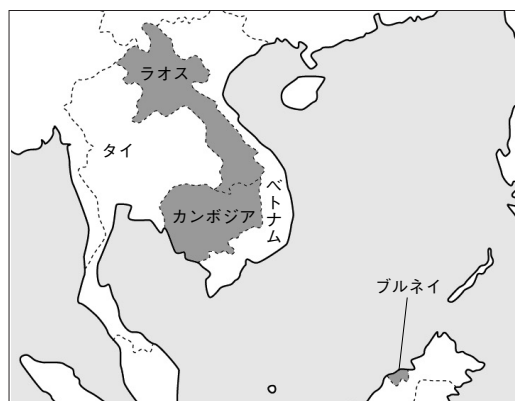 ラオス
タイ
ベトナム
カンボジア
ブルネイ